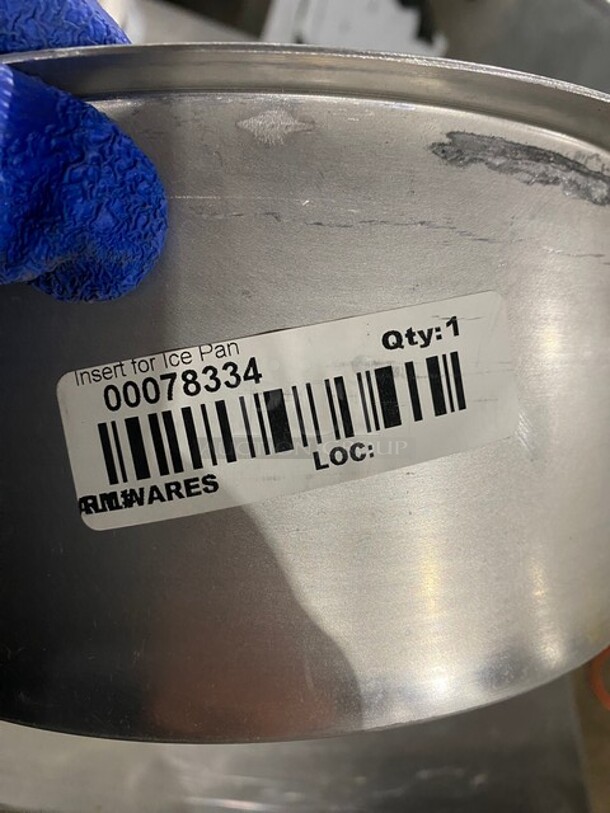 Insert for Ice Pan
Qty: 1
00078334
LOC: